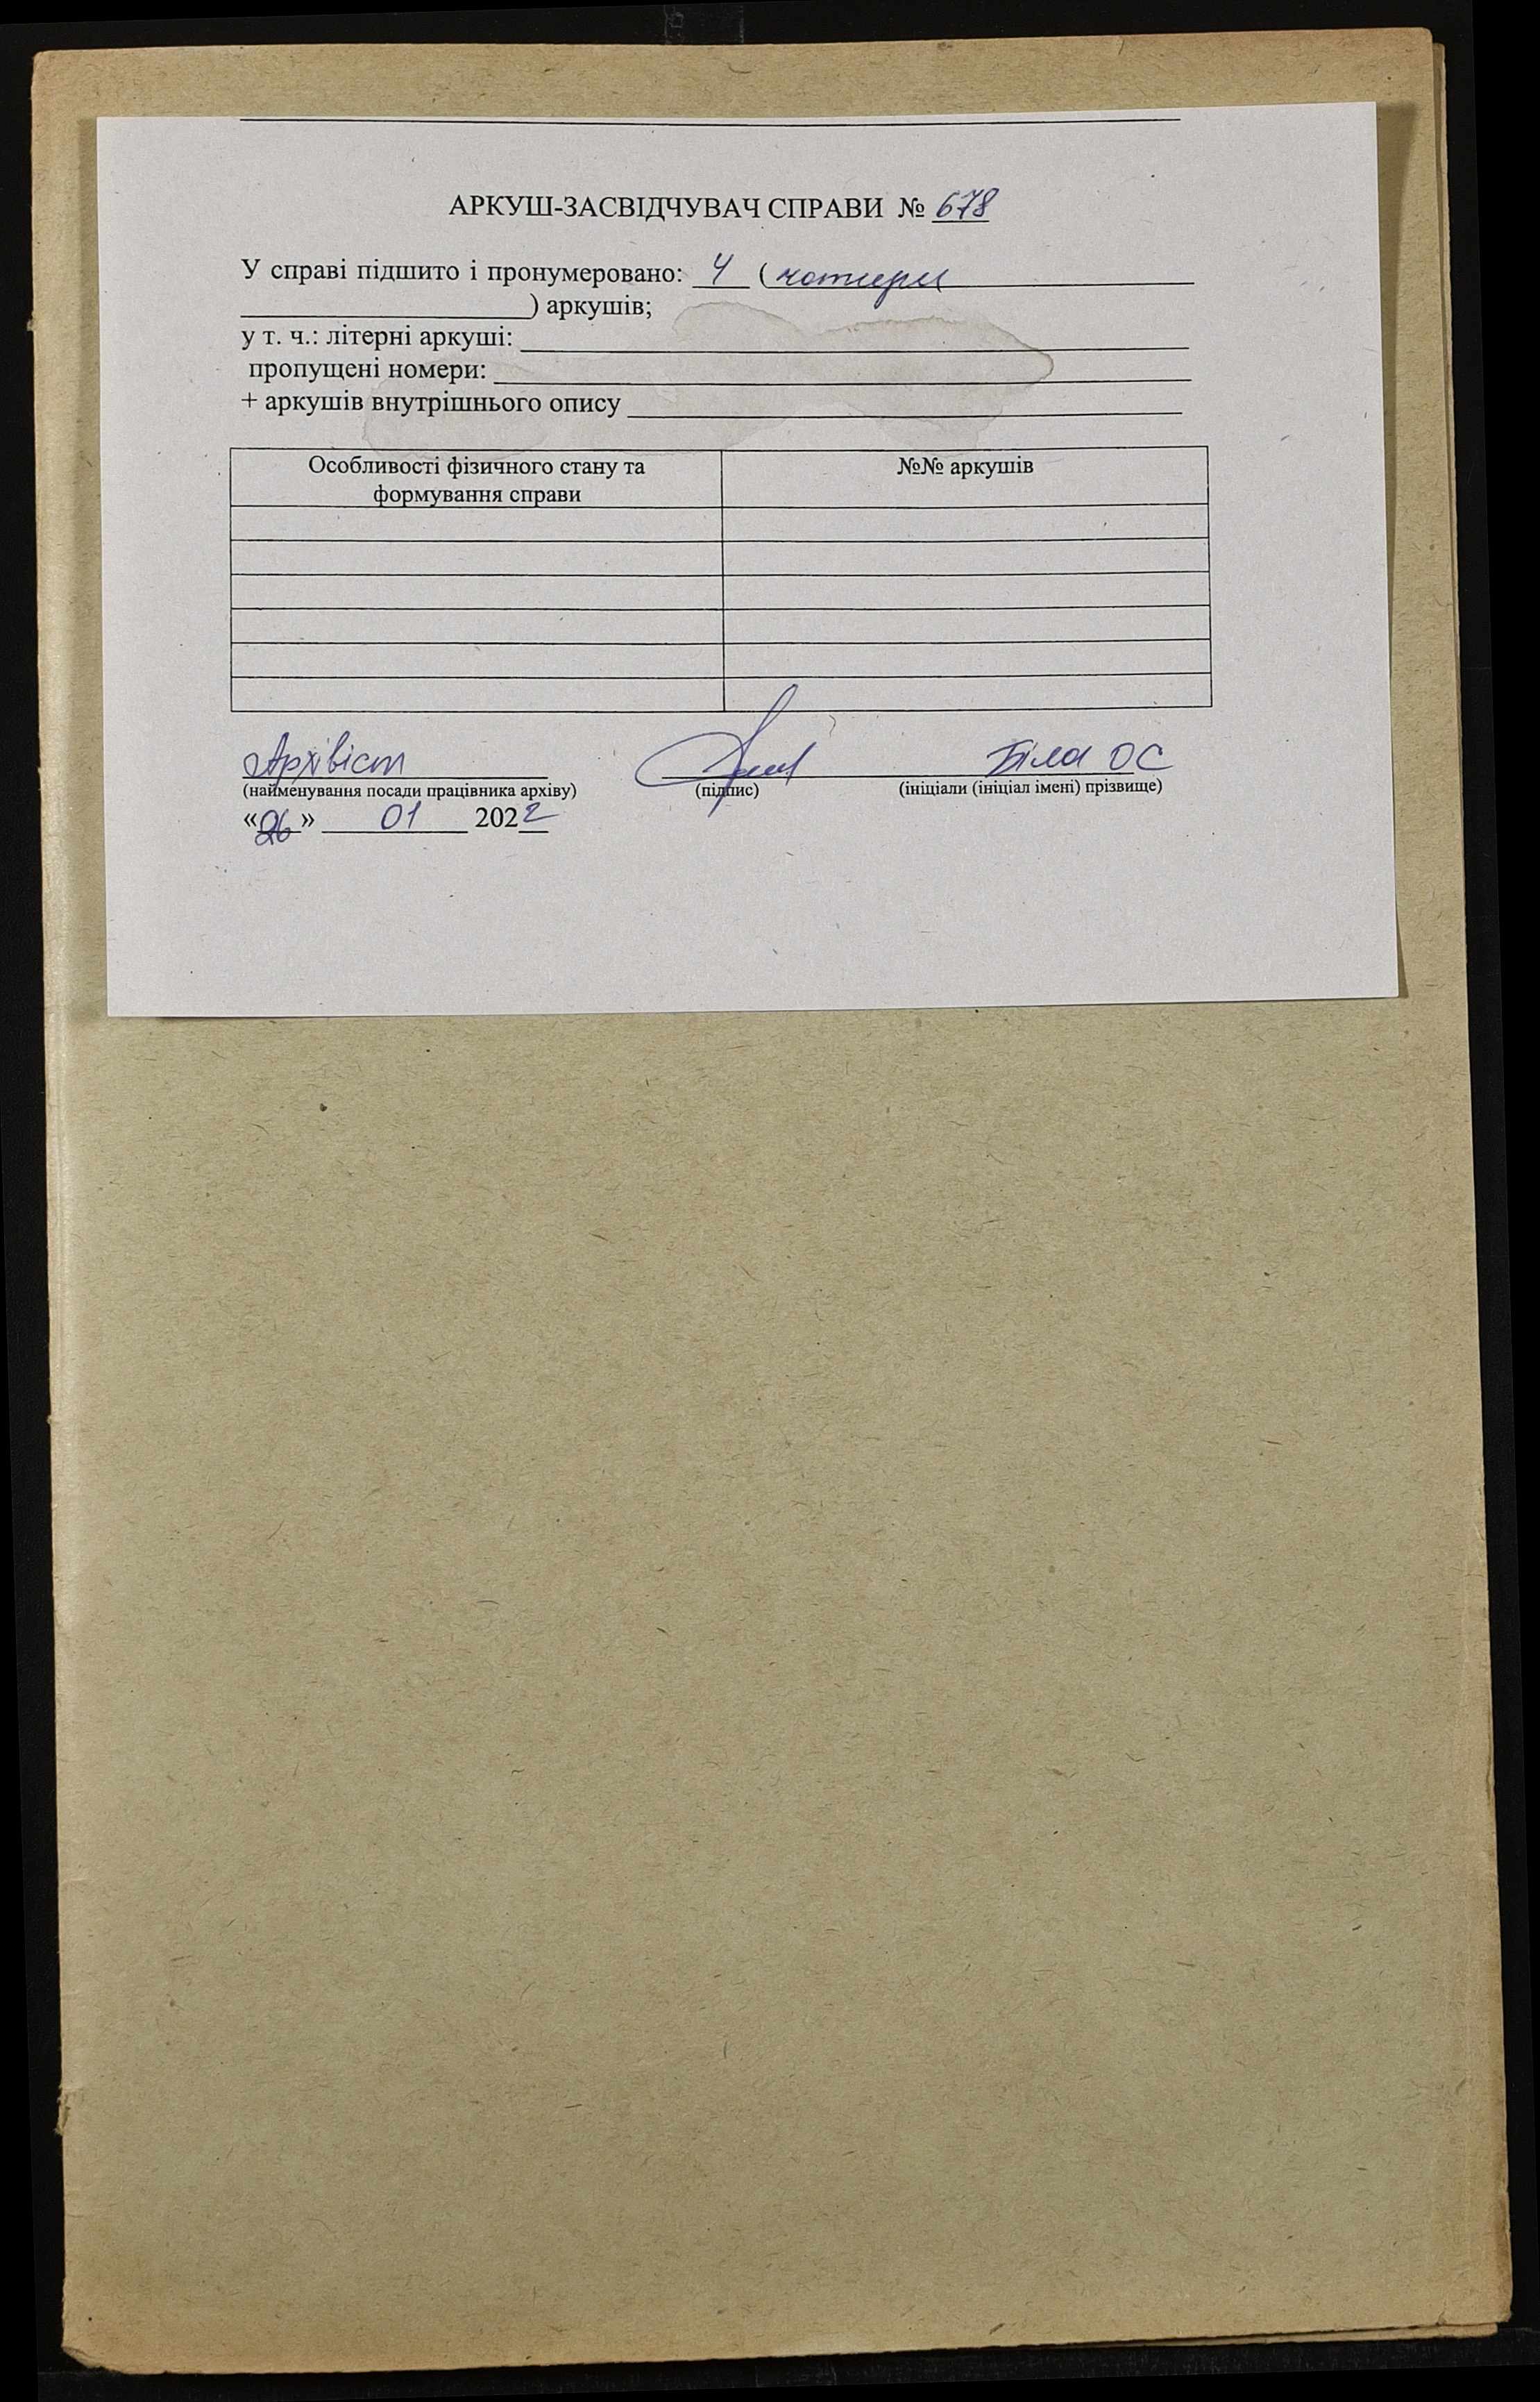 АРКУШ-ЗАСВІДЧУВАЧ СПРАВИ № 678
У справі підшито і пронумеровано: 4 (чотири
) аркушів;
у т. ч.: літерні аркуші:
пропущені номери:
+ аркушів внутрішнього опису
Особливості фізичного стану та
формування справи
№№ аркушів
Архівіст Біла ОС
(найменування посади працівника архіву) (підпис) (ініціали (ініціал імені) прізвище)
«26» 01 2022